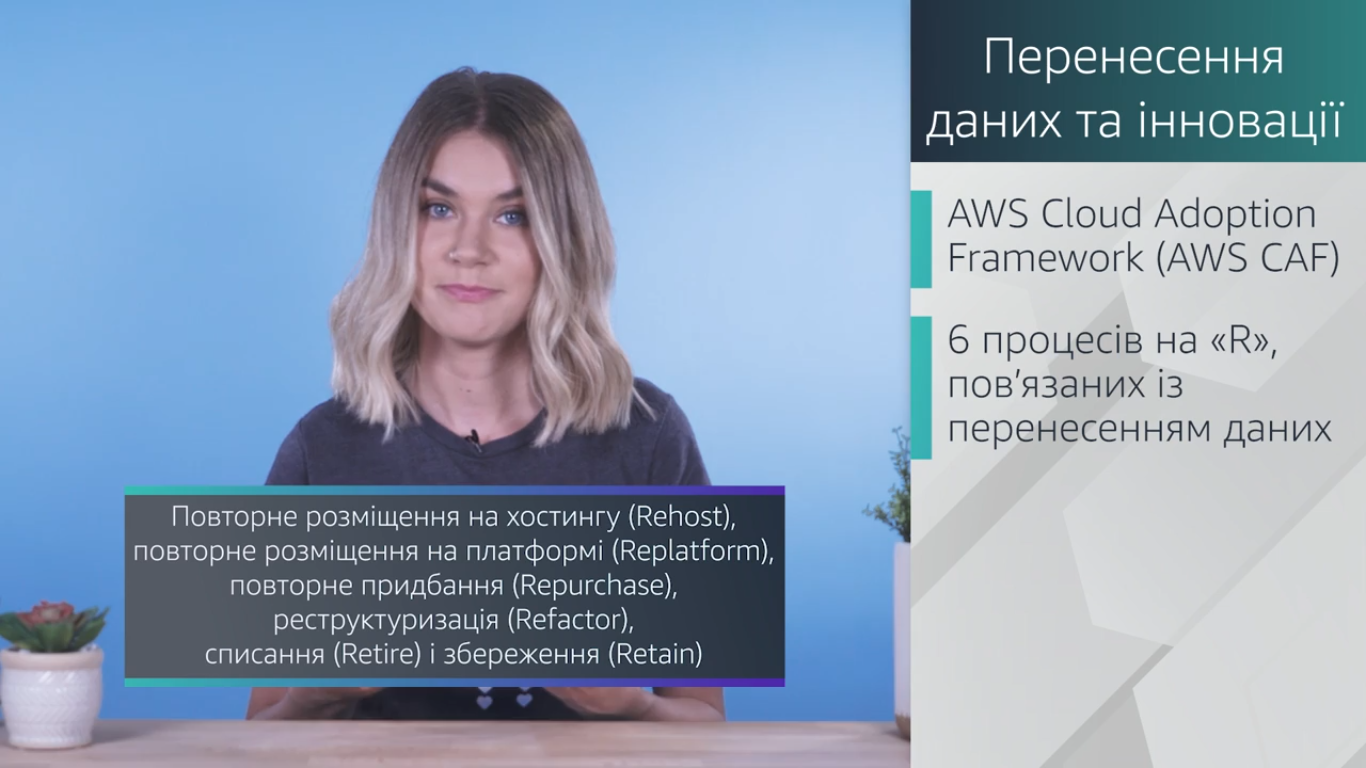 Перенесення
даних та інновації
AWS Cloud Adoption
Framework (AWS CAF)
6 процесів на «R»,
пов’язаних із
перенесенням даних
Повторне розміщення на хостингу (Rehost),
повторне розміщення на платформі (Replatform),
повторне придбання (Repurchase),
реструктуризація (Refactor),
списання (Retire) і збереження (Retain)